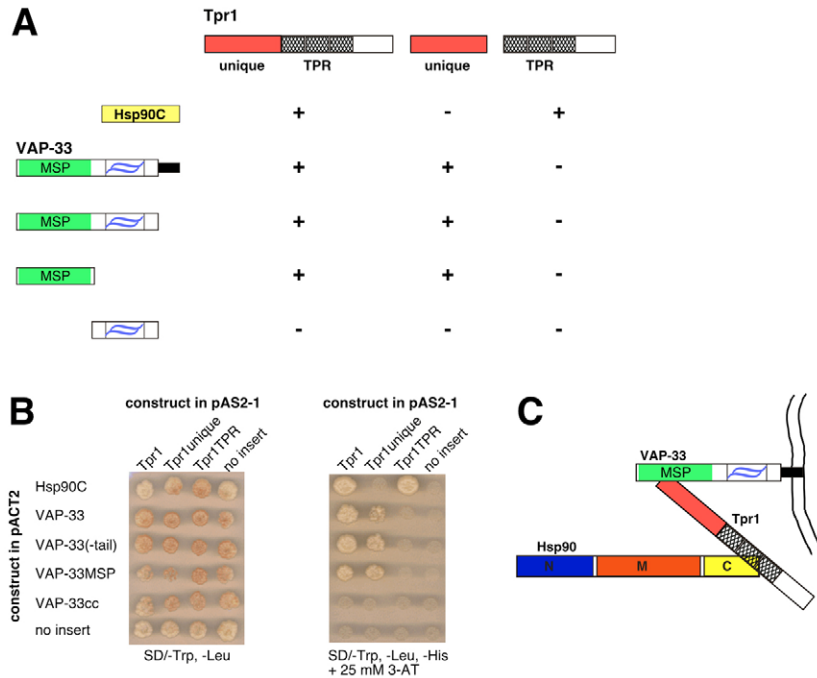 A
Tpr1
unique TPR unique TPR
Hsp90C + - +
VAP-33
MSP + + -
MSP + + -
MSP + + -
- - -
B
construct in pAS2-1
construct in pAS2-1
Tpr1 Tpr1unique Tpr1TPR no insert
Tpr1 Tpr1unique Tpr1TPR no insert
construct in pACT2
Hsp90C
VAP-33
VAP-33(-tail)
VAP-33MSP
VAP-33cc
no insert
SD/-Trp, -Leu
SD/-Trp, -Leu, -His
+ 25 mM 3-AT
C
VAP-33
MSP
Tpr1
Hsp90
N M C